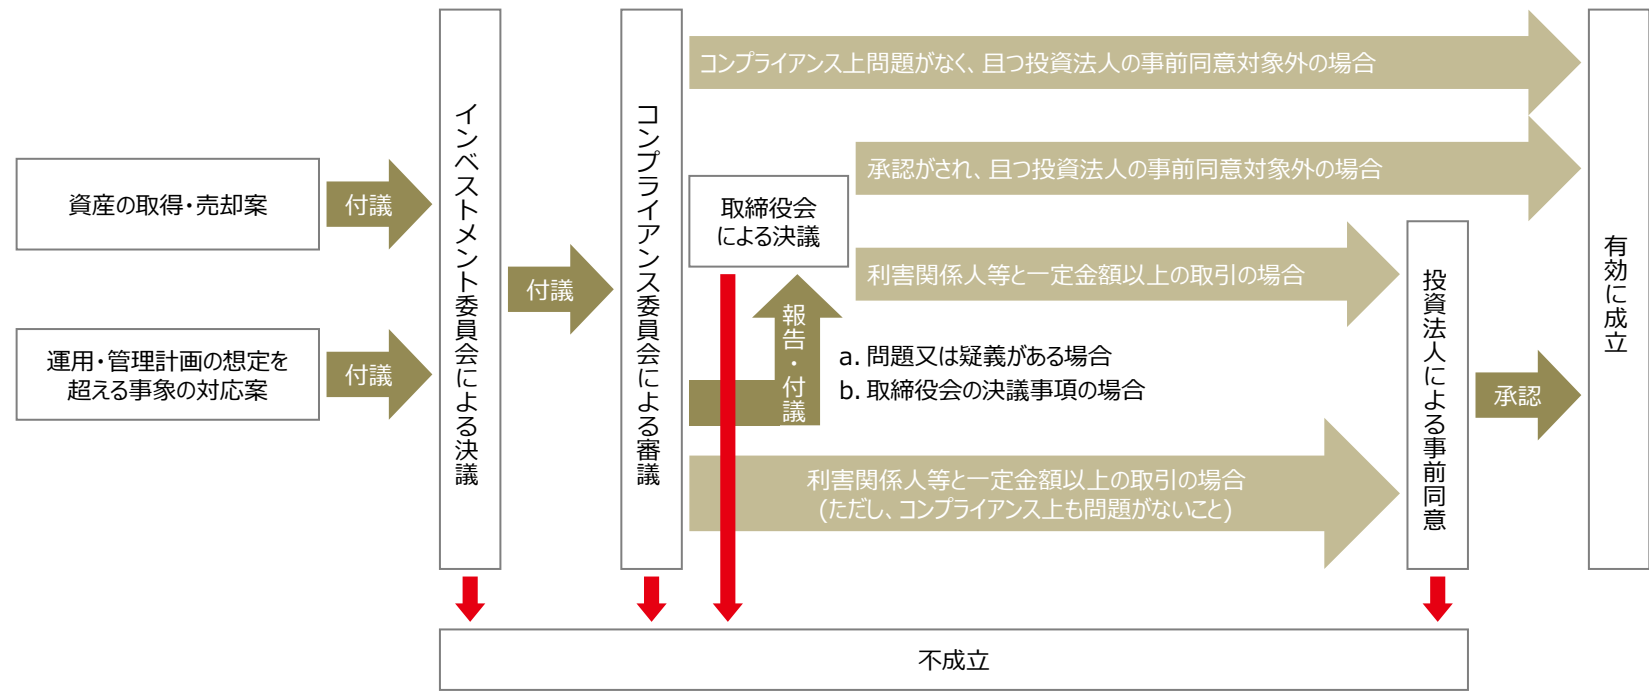 資産の取得・売却案
運用・管理計画の想定を
超える事象の対応案
付議
付議
インベストメント委員会による決議
付議
コンプライアンス委員会による審議
コンプライアンス上問題がなく、且つ投資法人の事前同意対象外の場合
承認がされ、且つ投資法人の事前同意対象外の場合
取締役会
による決議
利害関係人等と一定金額以上の取引の場合
報告・付議
a. 問題又は疑義がある場合
b. 取締役会の決議事項の場合
利害関係人等と一定金額以上の取引の場合
(ただし、コンプライアンス上も問題がないこと)
投資法人による事前同意
承認
有効に成立
不成立